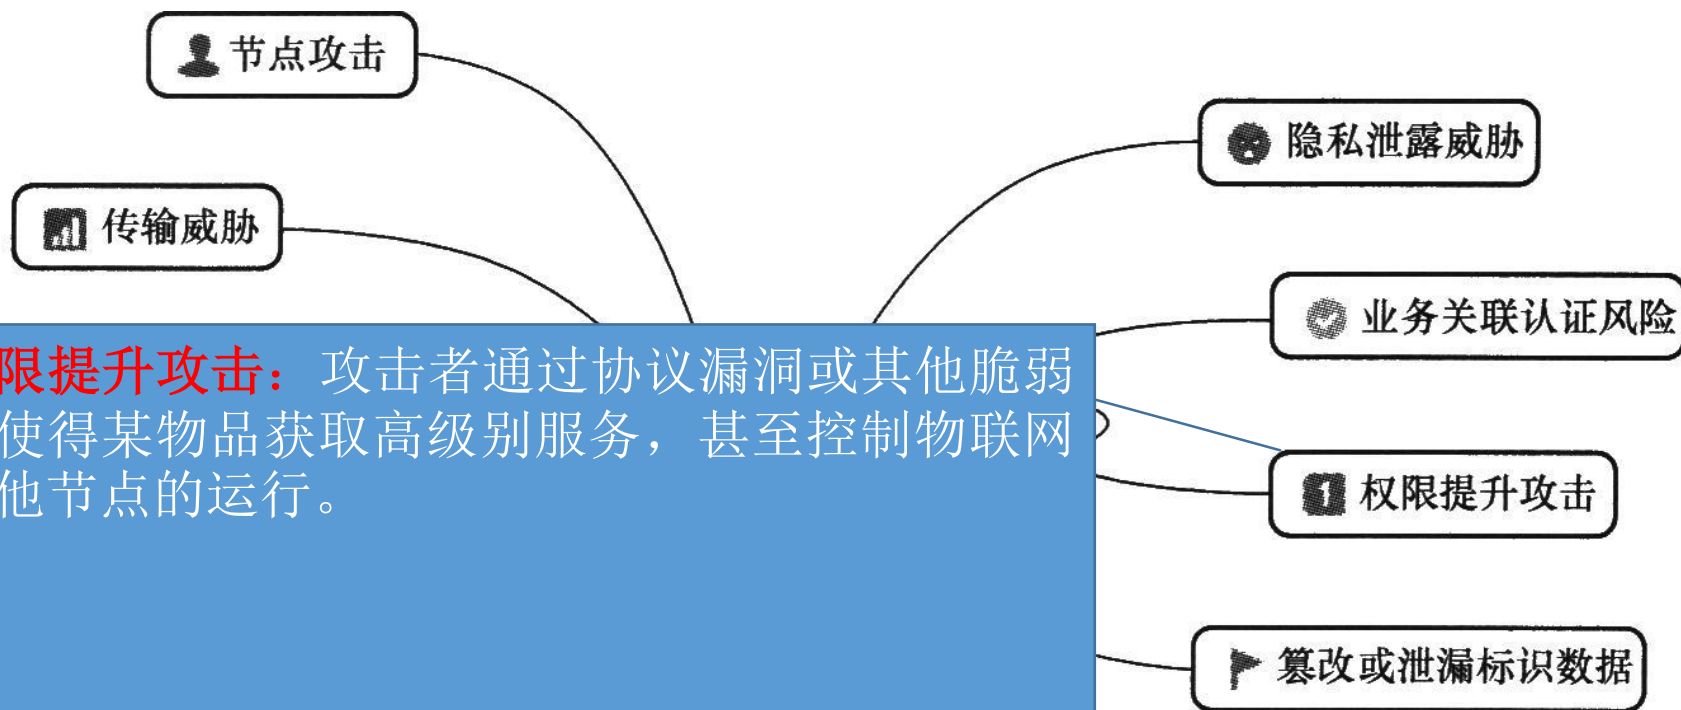 节点攻击
隐私泄露威胁
传输威胁
业务关联认证风险
限提升攻击：攻击者通过协议漏洞或其他脆弱
使得某物品获取高级别服务，甚至控制物联网
他节点的运行。
权限提升攻击
篡改或泄漏标识数据